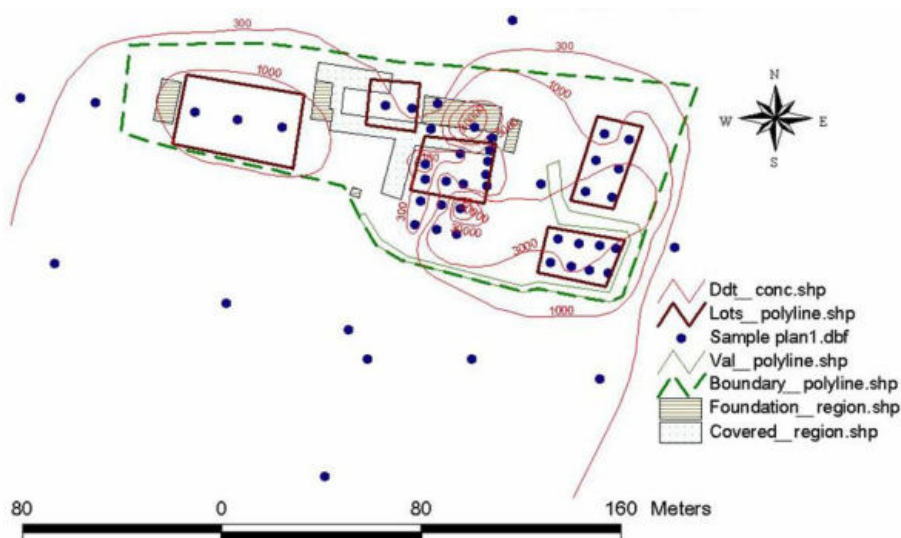 300
300
1000
1000
N
W E
S
300
3000
1000
Ddt__conc.shp
Lots__polyline.shp
Sample plan1.dbf
Val__polyline.shp
Boundary__polyline.shp
Foundation__region.shp
Covered__region.shp
80 0 80 160 Meters